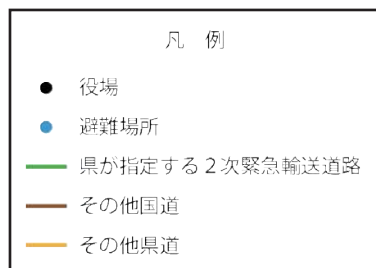 凡　例
役場
避難場所
県が指定する２次緊急輸送道路
その他国道
その他県道